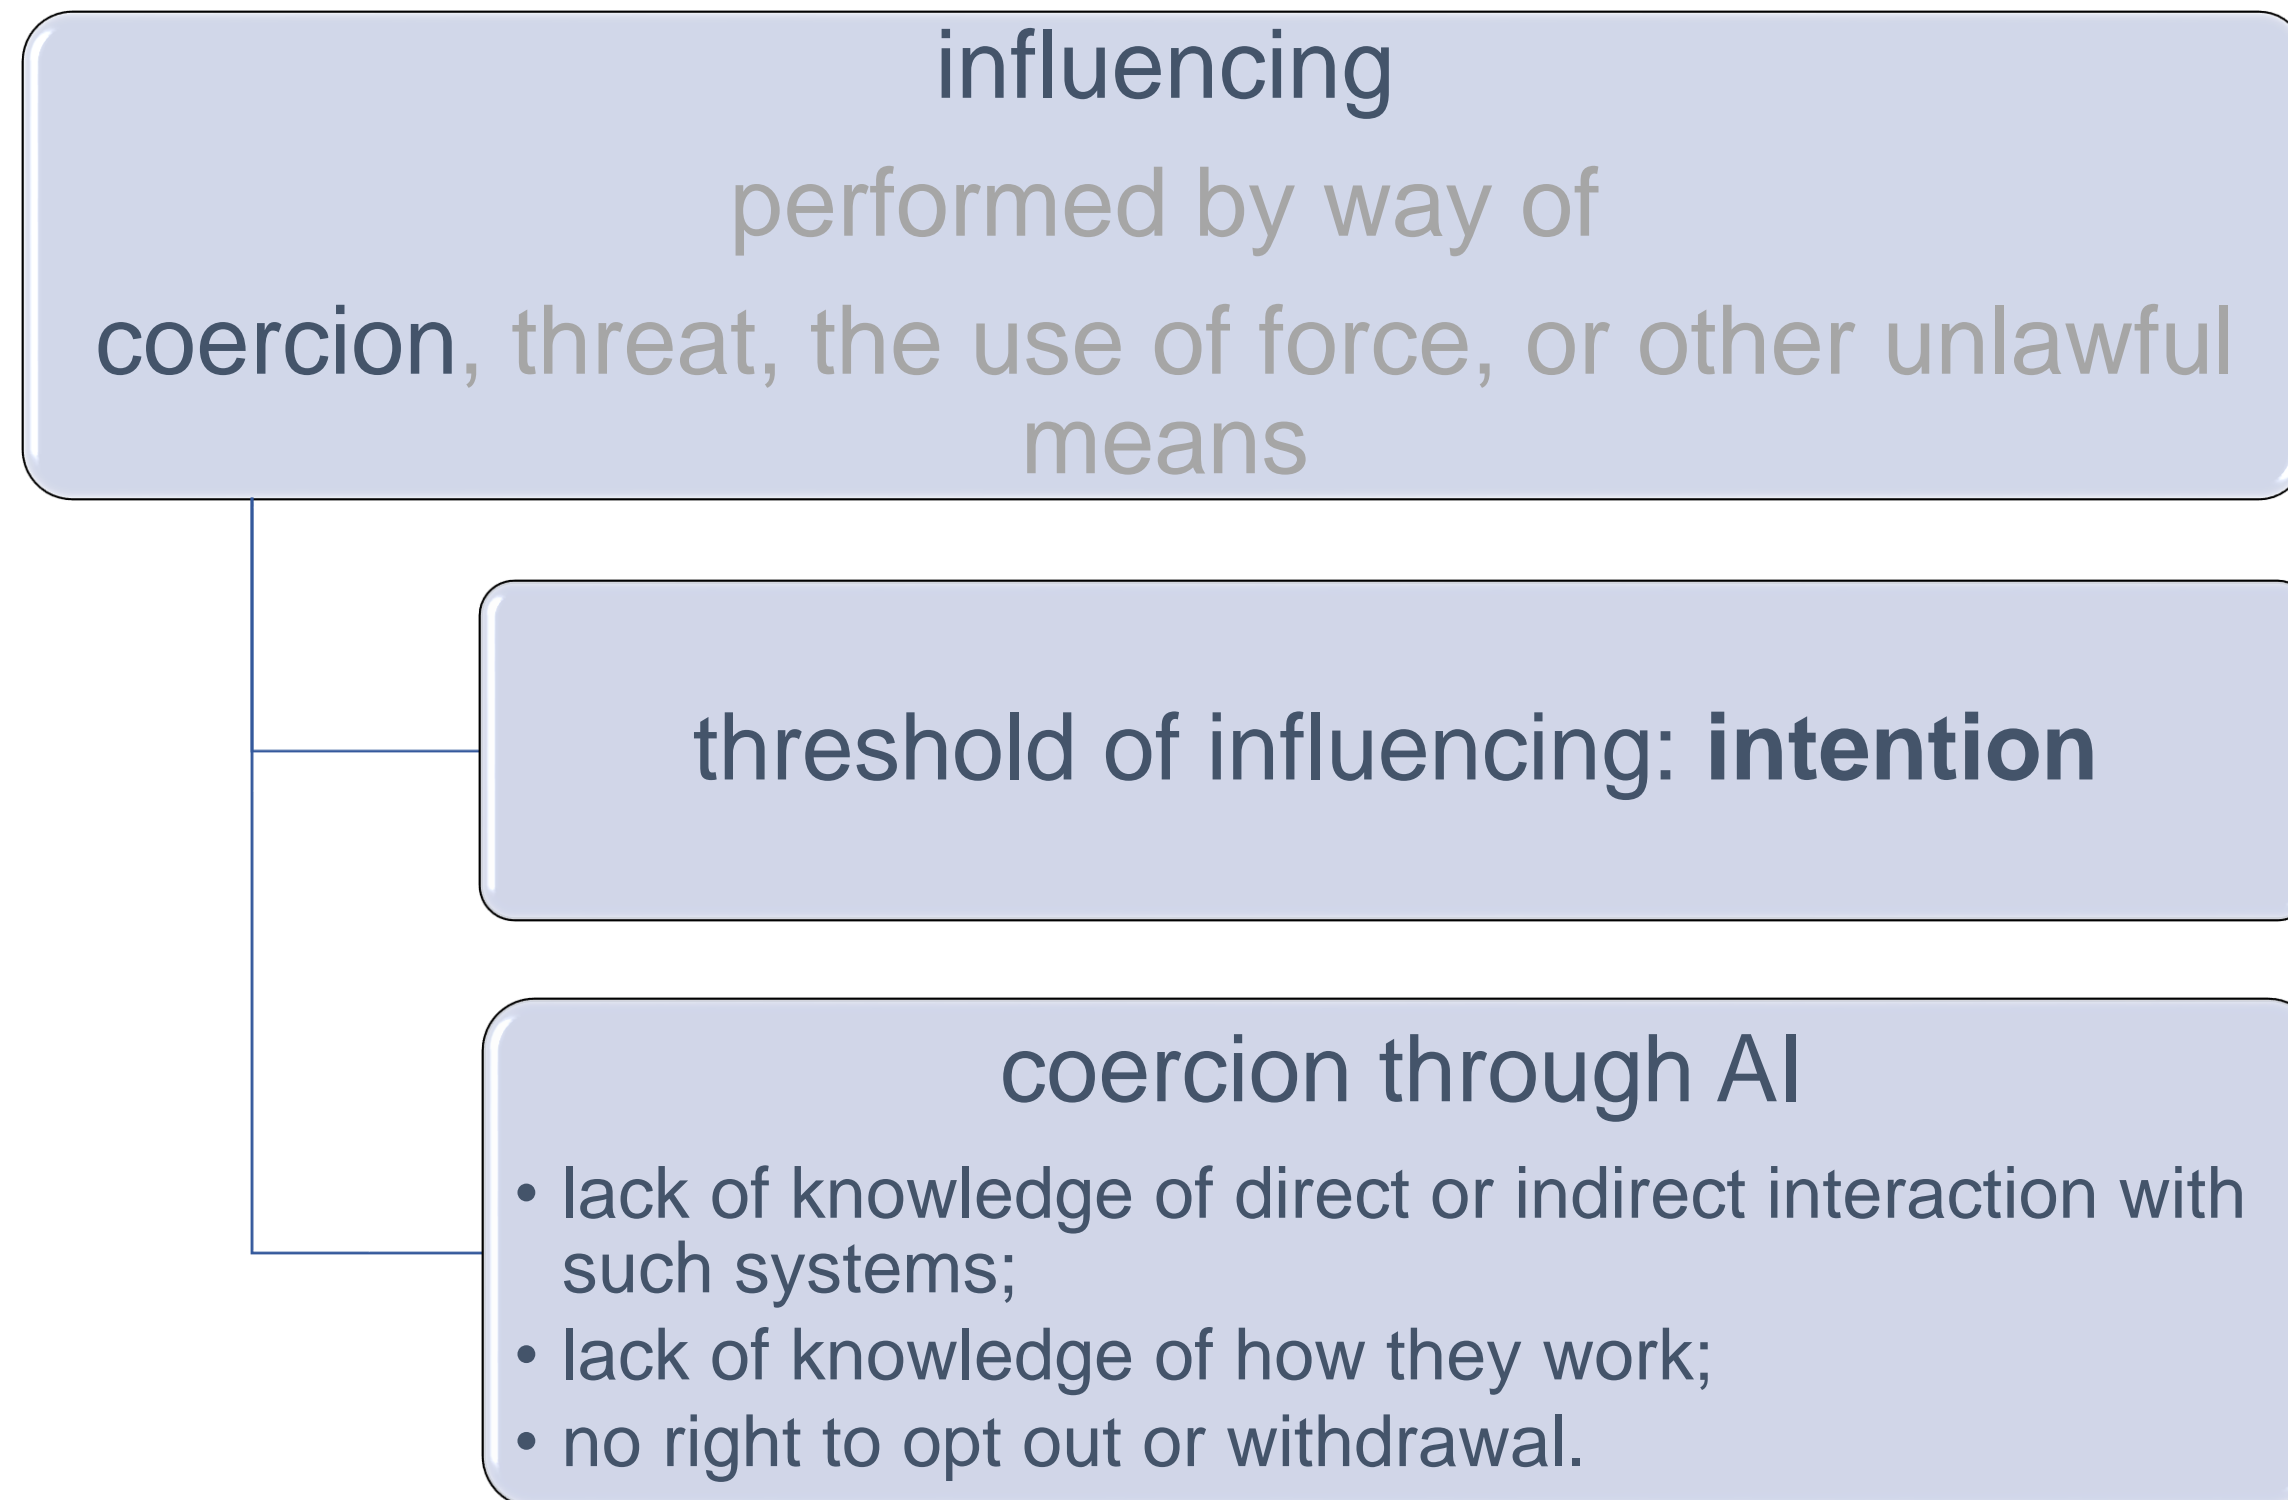 influencing
performed by way of
coercion, threat, the use of force, or other unlawful
means
threshold of influencing: intention
coercion through AI
• lack of knowledge of direct or indirect interaction with
such systems;
• lack of knowledge of how they work;
• no right to opt out or withdrawal.